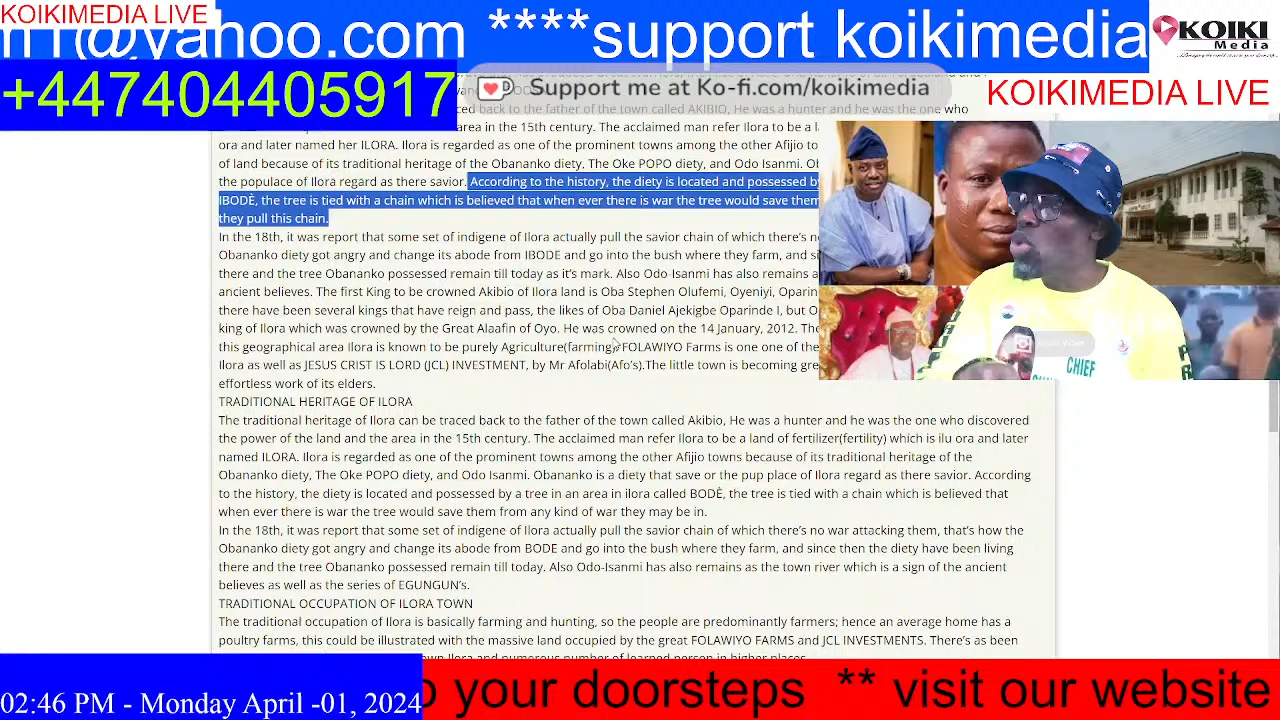 KOIKIMEDIA LIVE
n1@yahoo.com ****support koikimedia
KOIKI
Media
+447404405917
Support me at Ko-fi.com/koikimedia
KOIKIMEDIA LIVE
back to the father of the town called AKIBIO, He was a hunter and he was the one who
area in the 15th century. The acclaimed man refer Ilora to be a
ora and later named her ILORA. Ilora is regarded as one of the prominent towns among the other Afijio
of land because of its traditional heritage of the Obananko diety. The Oke POPO diety, and Odo Isanmi.
the populace of Ilora regard as there savior. According to the history, the diety is located and possessed by
IBODÈ, the tree is tied with a chain which is believed that when ever there is war the tree would save them
they pull this chain.
In the 18th, it was report that some set of indigene of Ilora actually pull the savior chain of which there's
Obananko diety got angry and change its abode from IBODE and go into the bush where they farm, and
there and the tree Obananko possessed remain till today as it's mark. Also Odo-Isanmi has also remains
ancient believes. The first King to be crowned Akibio of Ilora land is Oba Stephen Olufemi, Oyeniyi,
there have been several kings that have reign and pass, the likes of Oba Daniel Ajekigbe Oparinde I, but
king of Ilora which was crowned by the Great Alaafin of Oyo. He was crowned on the 14 January, 2012.
this geographical area Ilora is known to be purely Agriculture(farming),FOLAWIYO Farms is one one of the
Ilora as well as JESUS CRIST IS LORD (JCL) INVESTMENT, by Mr Afolabi(Afo's).The little town is becoming
effortless work of its elders.
TRADITIONAL HERITAGE OF ILORA
The traditional heritage of Ilora can be traced back to the father of the town called Akibio, He was a hunter and he was the one who discovered
the power of the land and the area in the 15th century. The acclaimed man refer Ilora to be a land of fertilizer(fertility) which is ilu ora and later
named ILORA. Ilora is regarded as one of the prominent towns among the other Afijio towns because of its traditional heritage of the
Obananko diety, The Oke POPO diety, and Odo Isanmi. Obananko is a diety that save or the pup place of Ilora regard as there savior. According
to the history, the diety is located and possessed by a tree in an area in ilora called BODÈ, the tree is tied with a chain which is believed that
when ever there is war the tree would save them from any kind of war they may be in.
In the 18th, it was report that some set of indigene of Ilora actually pull the savior chain of which there's no war attacking them, that's how the
Obananko diety got angry and change its abode from BODE and go into the bush where they farm, and since then the diety have been living
there and the tree Obananko possessed remain till today. Also Odo-Isanmi has also remains as the town river which is a sign of the ancient
believes as well as the series of EGUNGUN's.
TRADITIONAL OCCUPATION OF ILORA TOWN
The traditional occupation of Ilora is basically farming and hunting, so the people are predominantly farmers; hence an average home has a
poultry farms, this could be illustrated with the massive land occupied by the great FOLAWIYO FARMS and JCL INVESTMENTS. There's as been
CHIEF
02:46 PM - Monday April -01, 2024
o your doorsteps ** visit our website